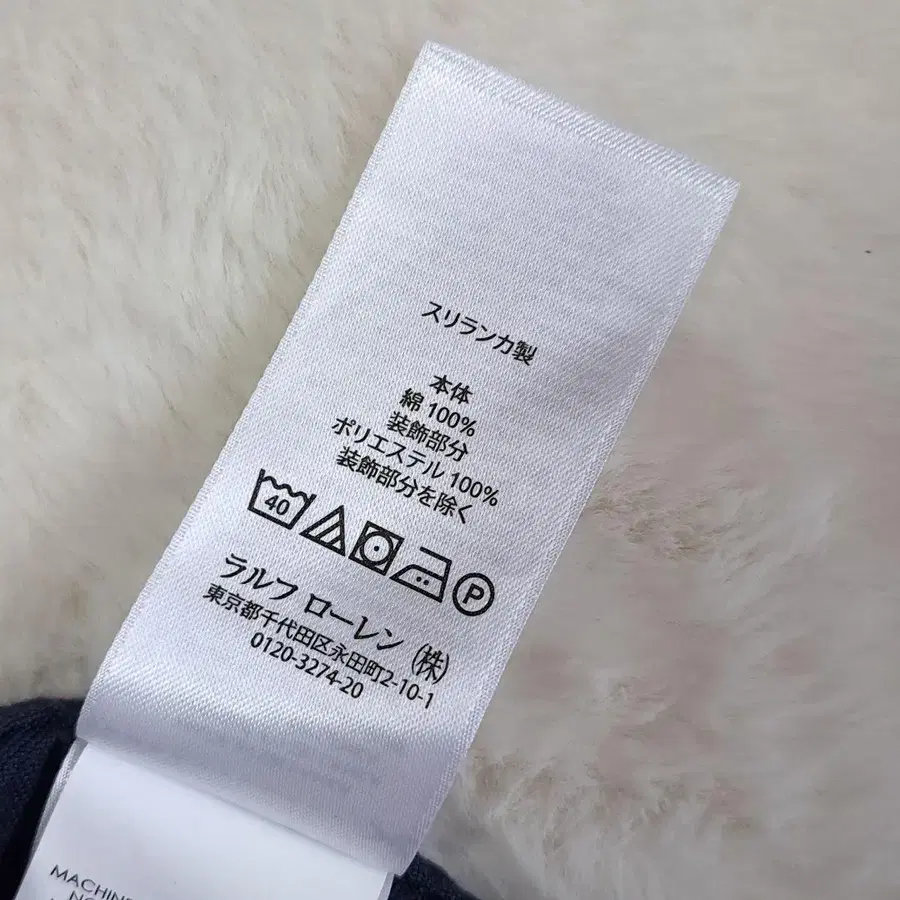 スリランカ製
本体
綿 100%
装飾部分
ポリエステル 100%
装飾部分を除く
40
P
ラルフ ローレン (株)
東京都千代田区永田町2-10-1
0120-3274-20